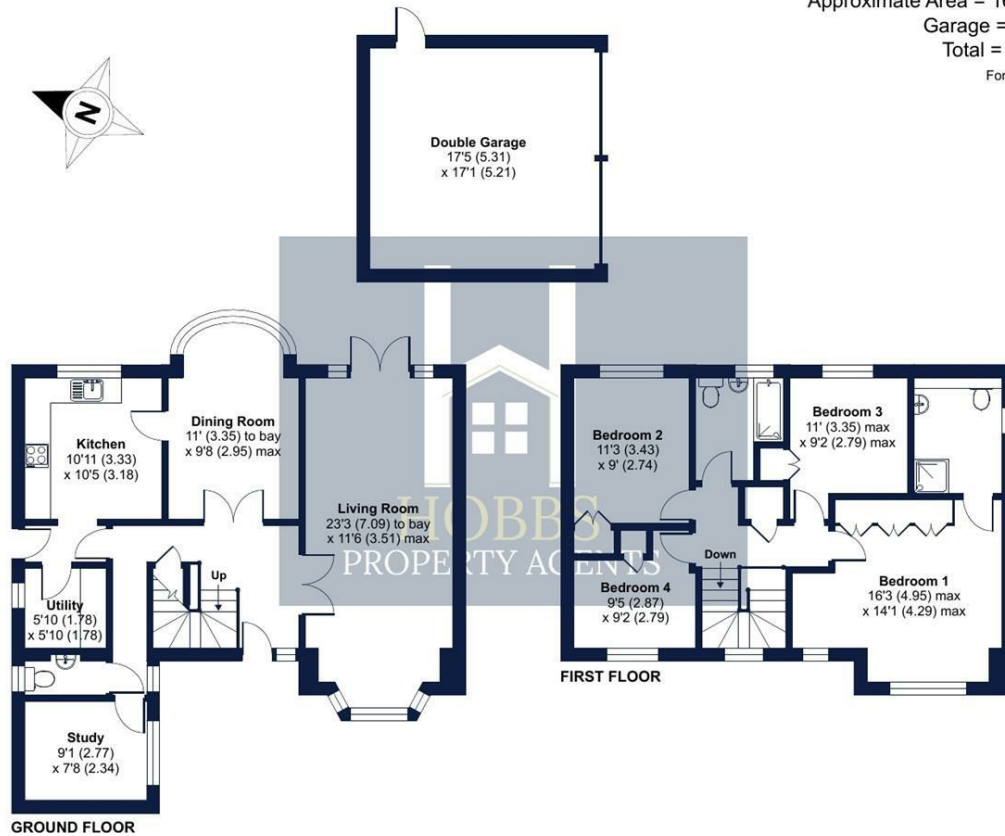 Approximate Area =
Garage =
Total =
For
N
Double Garage
17'5 (5.31)
x 17'1 (5.21)
Kitchen
10'11 (3.33)
x 10'5 (3.18)
Dining Room
11' (3.35) to bay
x 9'8 (2.95) max
Living Room
23'3 (7.09) to bay
x 11'6 (3.51) max
Utility
5'10 (1.78)
x 5'10 (1.78)
Up
Study
9'1 (2.77)
x 7'8 (2.34)
GROUND FLOOR
HOBBS
PROPERTY AGENTS
Bedroom 2
11'3 (3.43)
x 9' (2.74)
Bedroom 3
11' (3.35) max
x 9'2 (2.79) max
Down
Bedroom 4
9'5 (2.87)
x 9'2 (2.79)
Bedroom 1
16'3 (4.95) max
x 14'1 (4.29) max
FIRST FLOOR